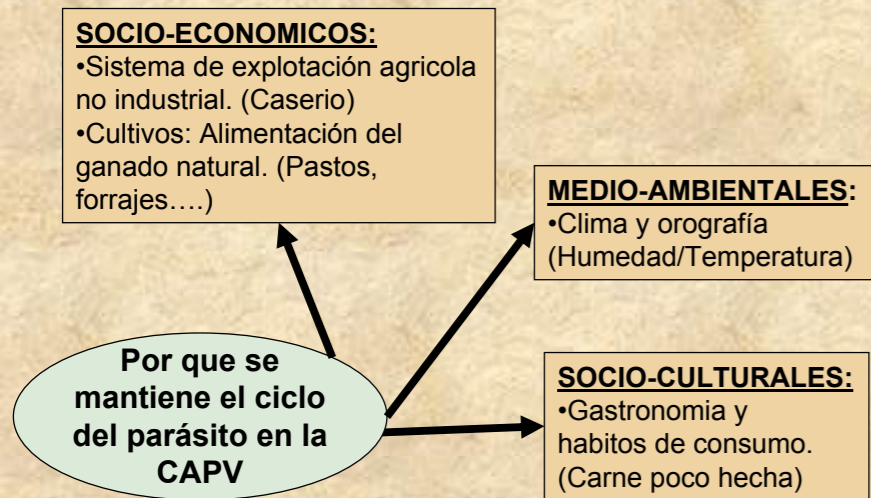 SOCIO-ECONOMICOS:
•Sistema de explotación agricola
no industrial. (Caserio)
•Cultivos: Alimentación del
ganado natural. (Pastos,
forrajes….)
MEDIO-AMBIENTALES:
•Clima y orografía
(Humedad/Temperatura)
Por que se
mantiene el ciclo
del parásito en la
CAPV
SOCIO-CULTURALES:
•Gastronomia y
habitos de consumo.
(Carne poco hecha)